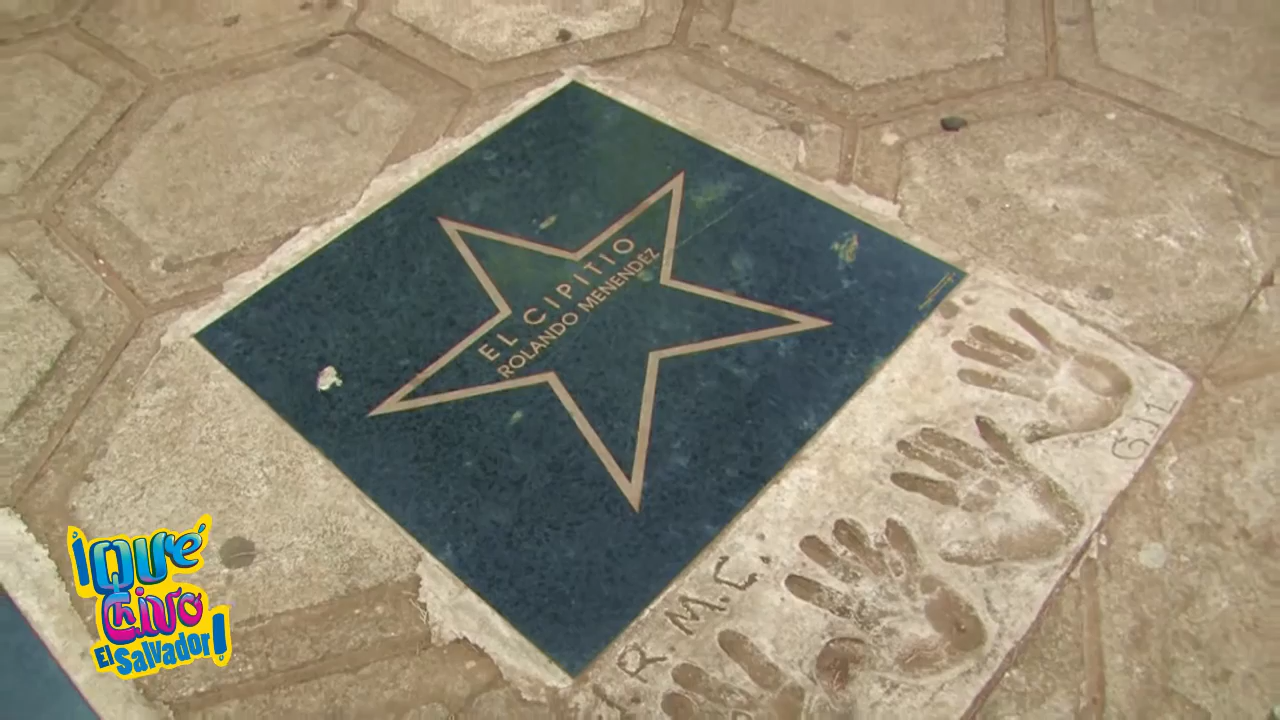 EL CIPITIO
ROLANDO MENENDEZ
R.M.C.
G.I.L
¡QUé
CHiVO
El Salvador!